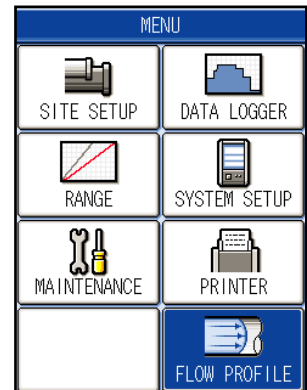 MENU
SITE SETUP
DATA LOGGER
RANGE
SYSTEM SETUP
MAINTENANCE
PRINTER
FLOW PROFILE